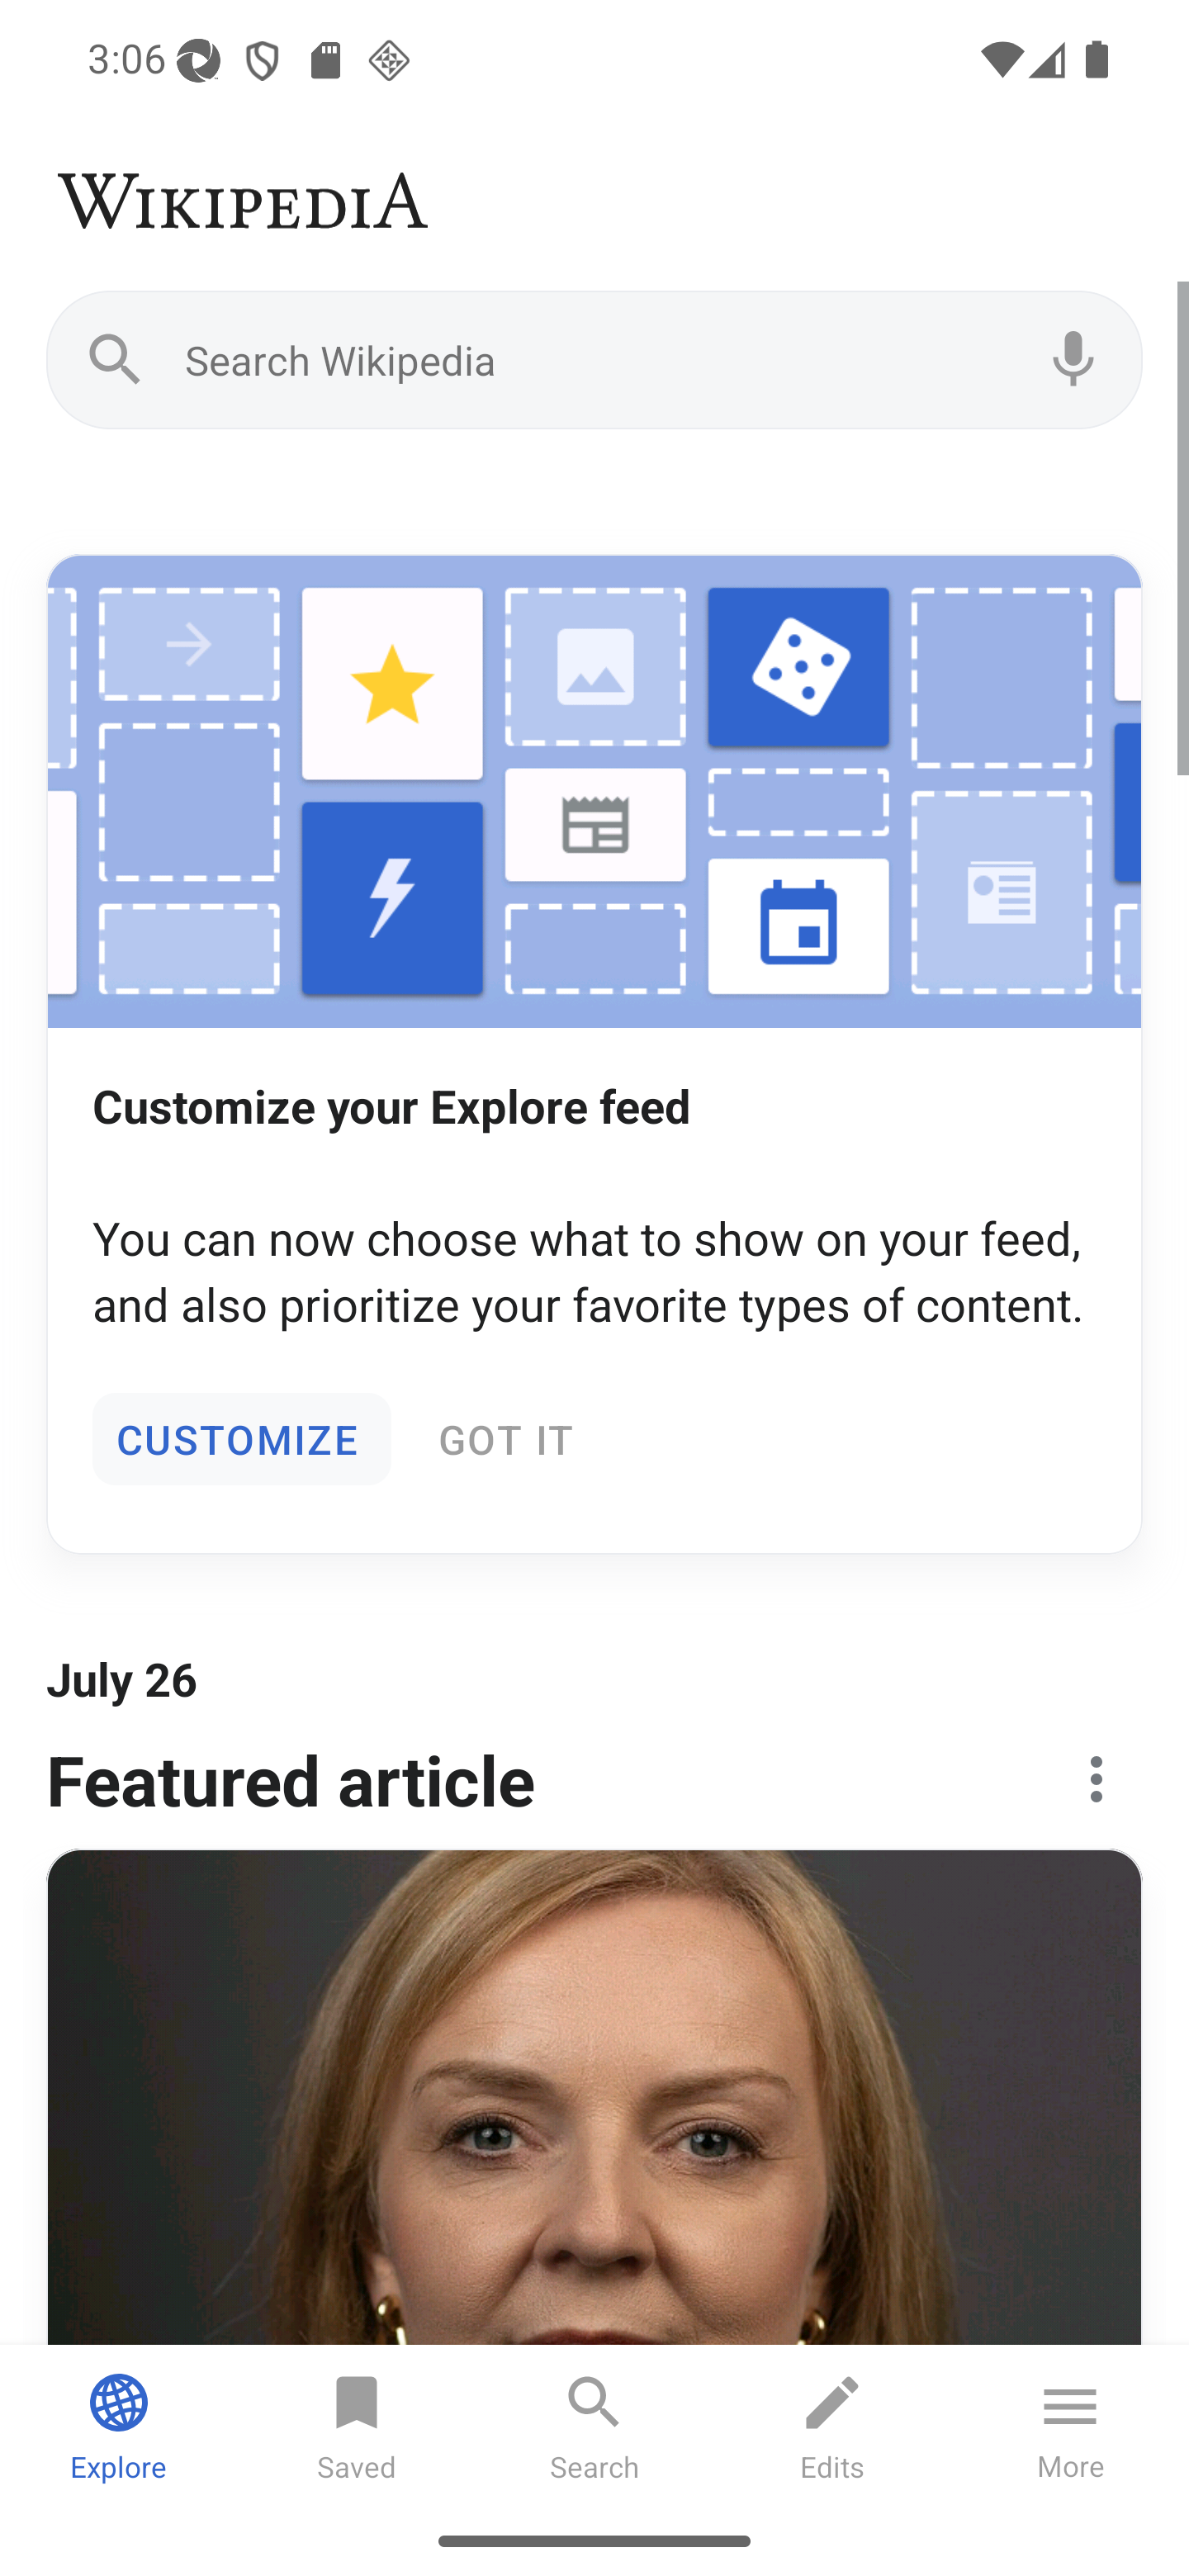 3:06
WIKIPEDIA
Search Wikipedia
Customize your Explore feed
You can now choose what to show on your feed,
and also prioritize your favorite types of content.
CUSTOMIZE GOT IT
July 26
Featured article
Explore Saved Search Edits More